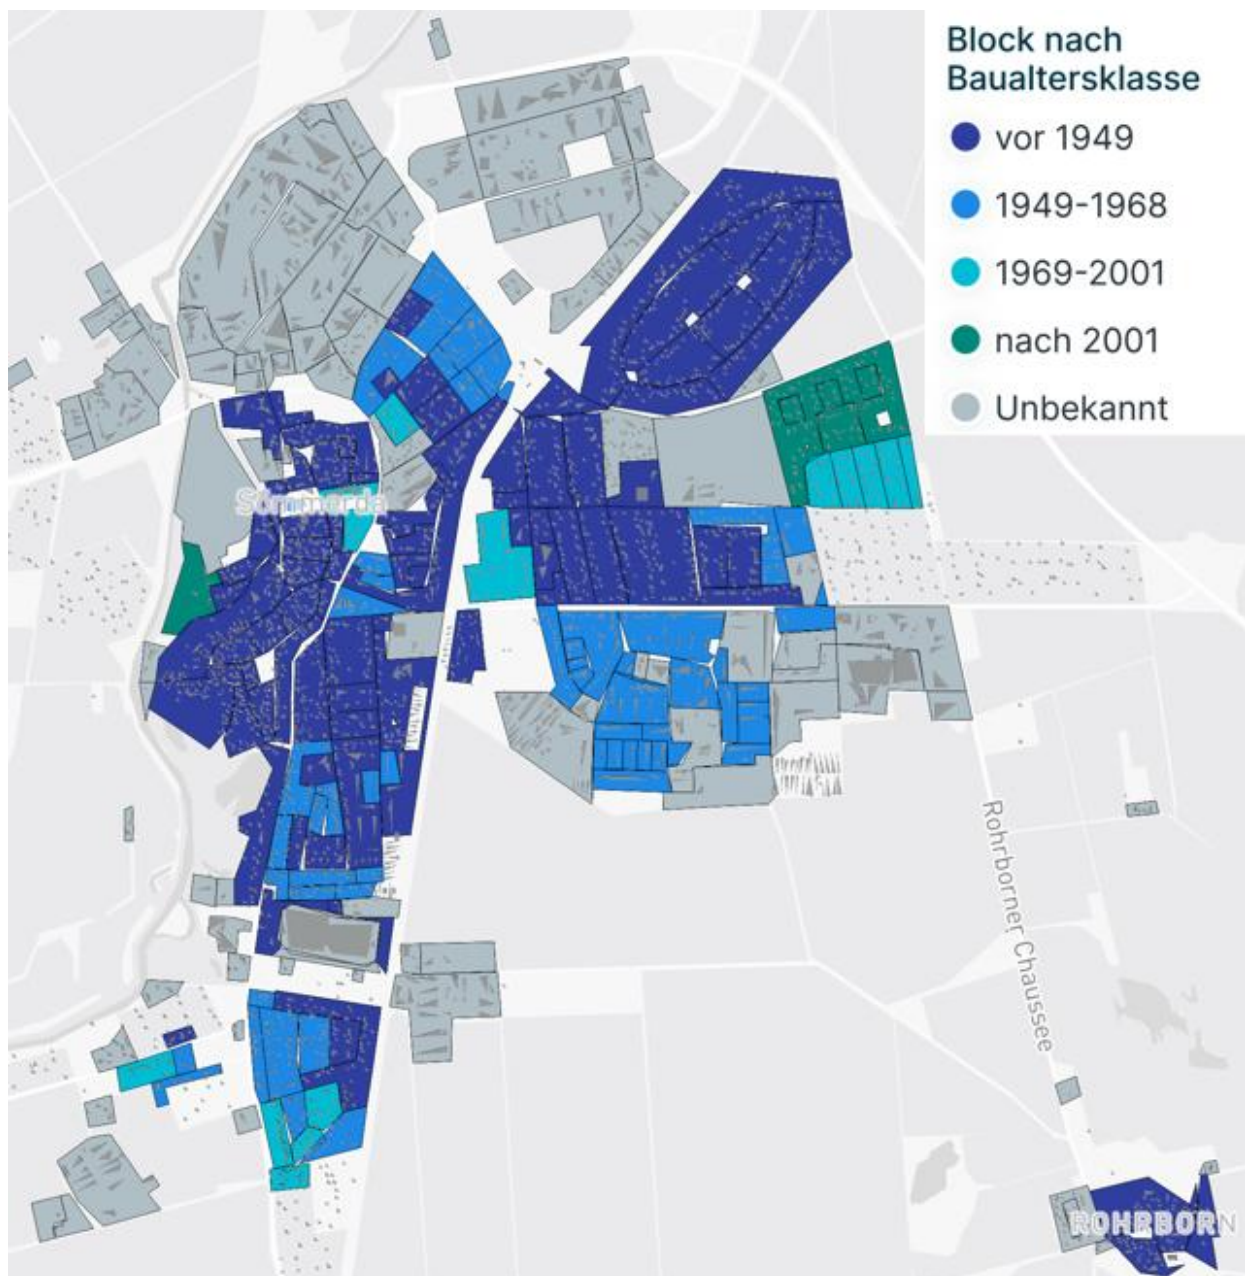 Block nach
Baualtersklasse
vor 1949
1949-1968
1969-2001
nach 2001
Unbekannt
Sömmerda
Rohrborner Chaussee
ROHRBORN